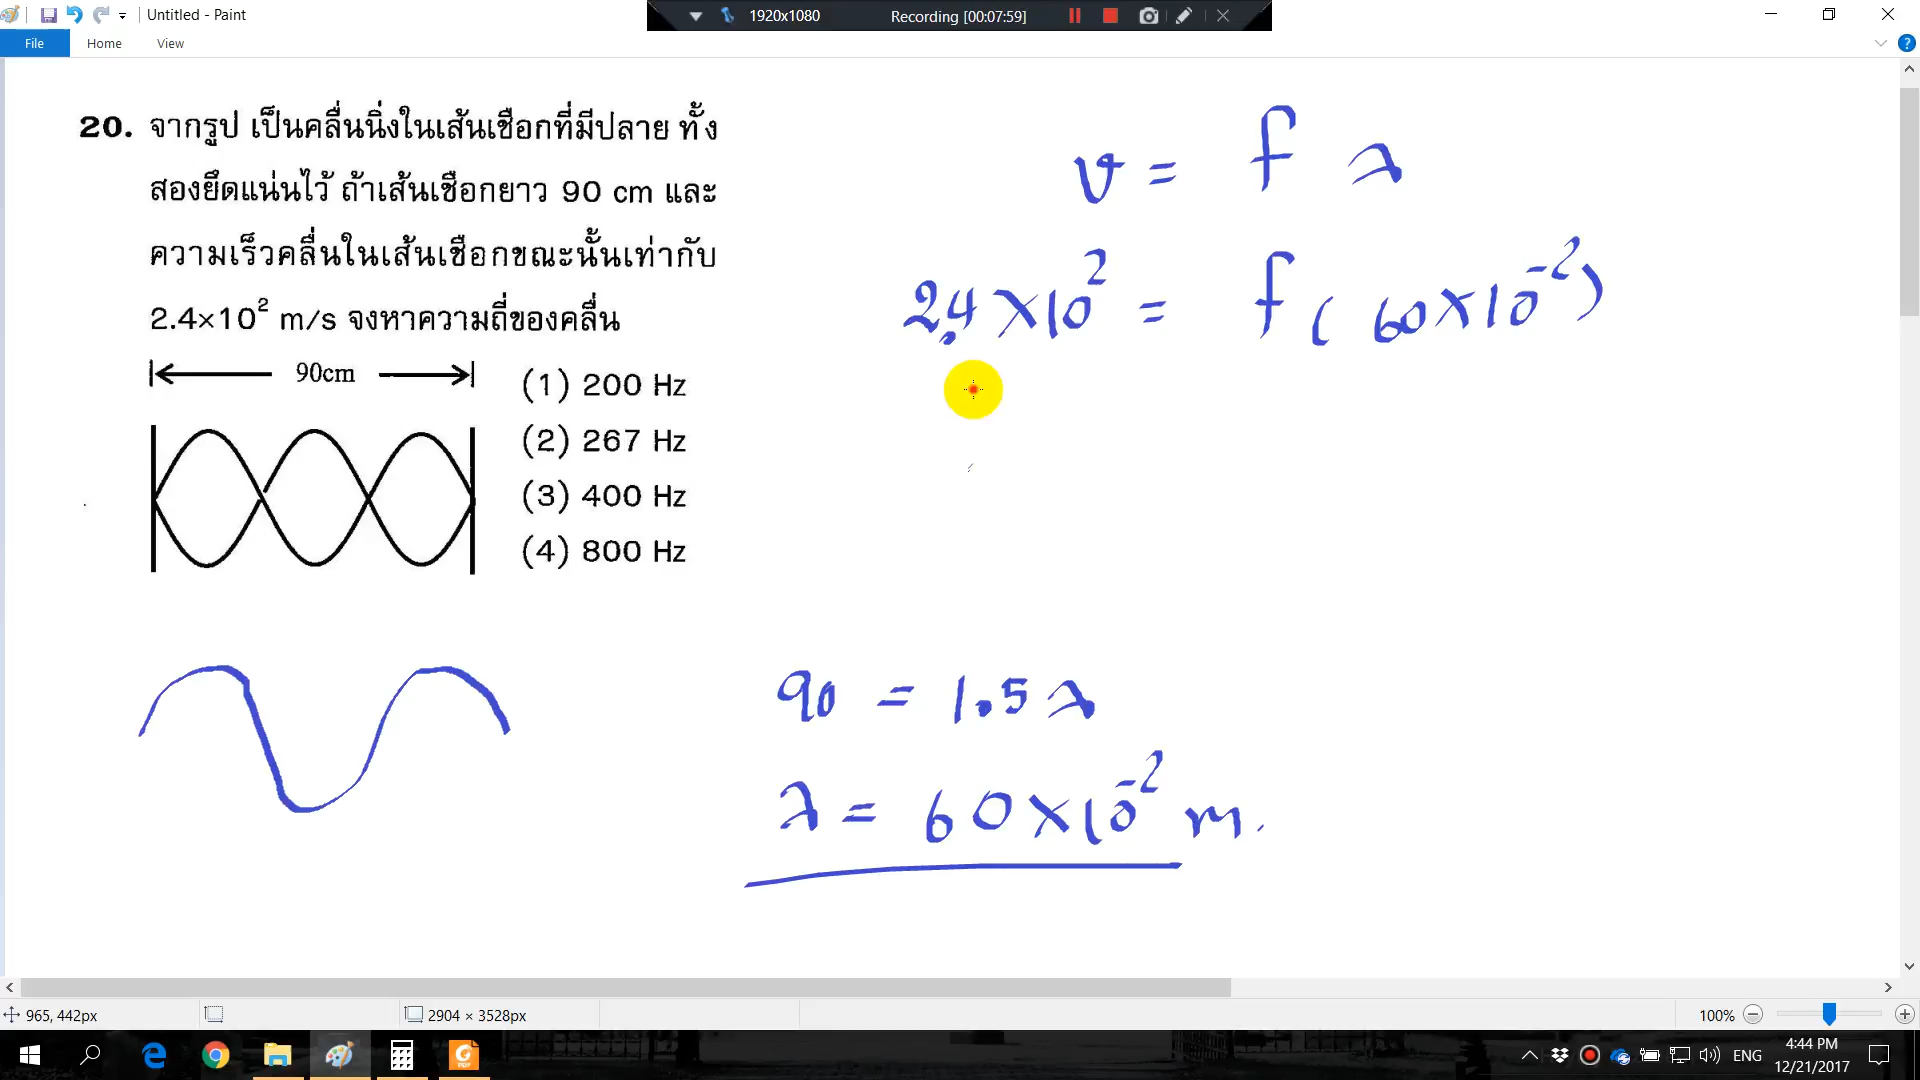 Untitled - Paint
1920x1080 Recording [00:07:59]
File Home View
20. จากรูป เป็นคลื่นนิ่งในเส้นเชือกที่มีปลาย ทั้ง
สองยึดแน่นไว้ ถ้าเส้นเชือกยาว 90 cm และ
ความเร็วคลื่นในเส้นเชือกขณะนั้นเท่ากับ
2.4×10² m/s จงหาความถี่ของคลื่น
90cm
(1) 200 Hz
(2) 267 Hz
(3) 400 Hz
(4) 800 Hz
v = f λ
2.4 × 10² = f ( 60 × 10⁻² )
90 = 1.5 λ
λ = 60 × 10⁻² m.
965, 442px
2904 × 3528px
100%
4:44 PM
ENG
12/21/2017